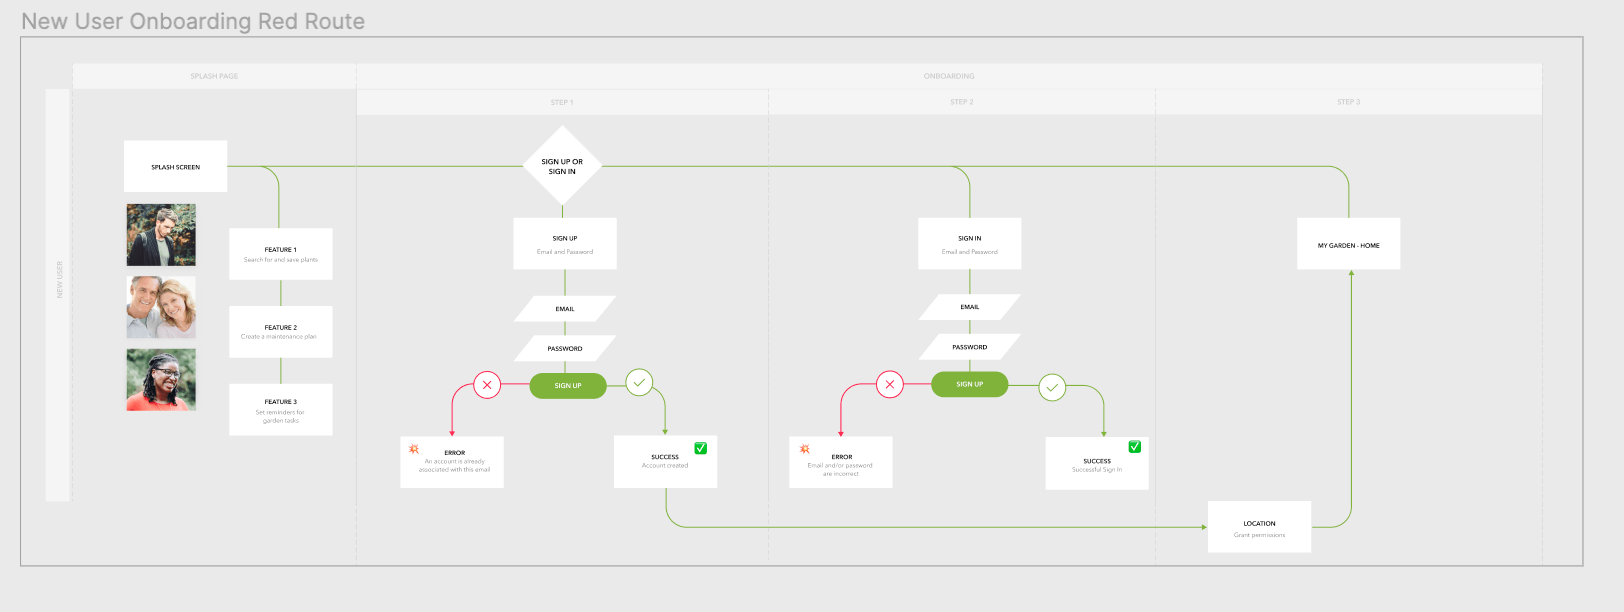 New User Onboarding Red Route
SPLASH PAGE
ONBOARDING
STEP 1
STEP 2
STEP 3
NEW USER
SPLASH SCREEN
FEATURE 1
Search for and save plants
FEATURE 2
Create a maintenance plan
FEATURE 3
Set reminders for
garden tasks
SIGN UP OR
SIGN IN
SIGN UP
Email and Password
EMAIL
PASSWORD
SIGN UP
ERROR
An account is already
associated with this email
SUCCESS
Account created
SIGN IN
Email and Password
EMAIL
PASSWORD
SIGN UP
ERROR
Email and/or password
are incorrect
SUCCESS
Successful Sign In
LOCATION
Grant permissions
MY GARDEN - HOME